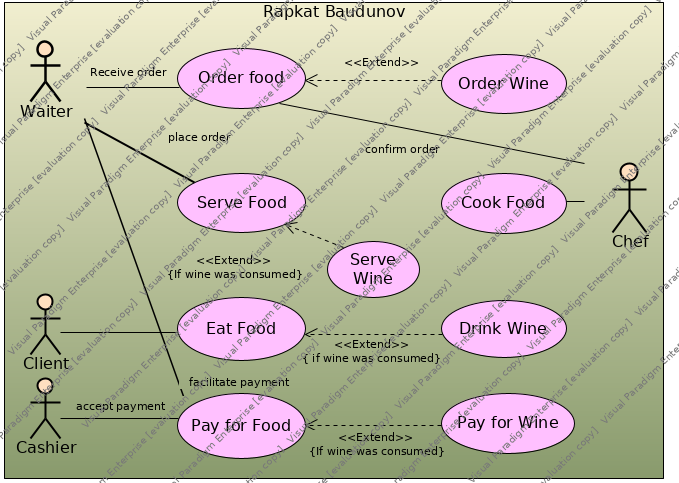 Rapkat Baudunov
Receive order
Order food
<<Extend>>
Order Wine
Waiter
place order
confirm order
Serve Food
Cook Food
Chef
<<Extend>>
{If wine was consumed}
Serve
Wine
Eat Food
<<Extend>>
{ if wine was consumed}
Drink Wine
Client
facilitate payment
accept payment
Pay for Food
<<Extend>>
{If wine was consumed}
Pay for Wine
Cashier
Visual Paradigm Enterprise [evaluation copy]